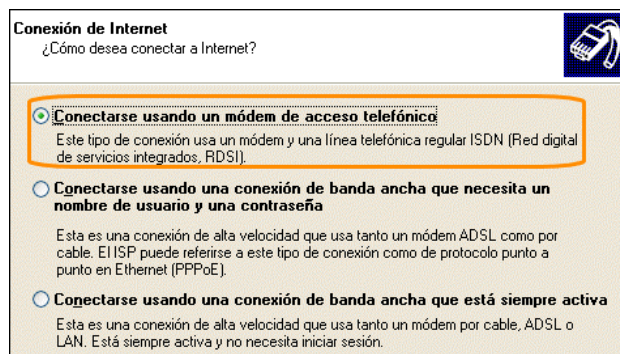 Conexión de Internet
¿Cómo desea conectar a Internet?
Conectarse usando un módem de acceso telefónico
Este tipo de conexión usa un módem y una línea telefónica regular ISDN (Red digital
de servicios integrados, RDSI).
Conectarse usando una conexión de banda ancha que necesita un
nombre de usuario y una contraseña
Esta es una conexión de alta velocidad que usa tanto un módem ADSL como por
cable. El ISP puede referirse a este tipo de conexión como de protocolo punto a
punto en Ethernet (PPPoE).
Conectarse usando una conexión de banda ancha que está siempre activa
Esta es una conexión de alta velocidad que usa tanto un módem por cable, ADSL o
LAN. Está siempre activa y no necesita iniciar sesión.